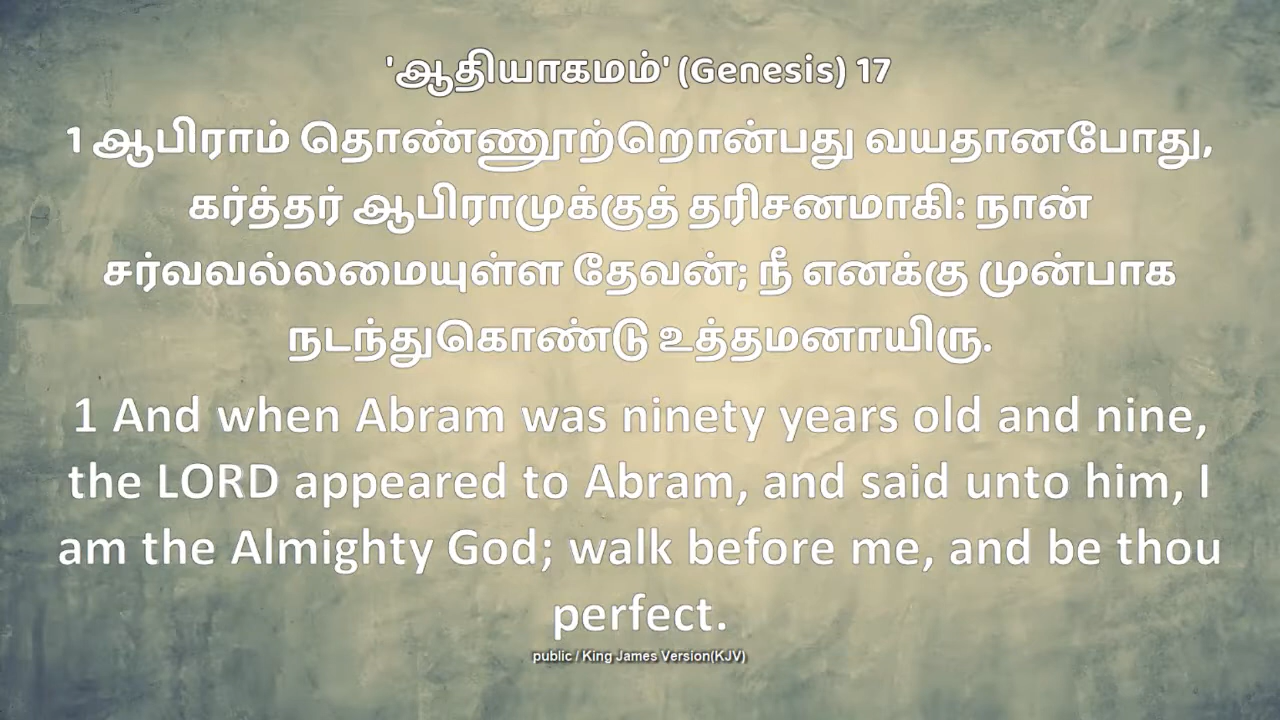 'ஆதியாகமம்' (Genesis) 17
1 ஆபிராம் தொண்ணூற்றொன்பது வயதானபோது,
கர்த்தர் ஆபிராமுக்குத் தரிசனமாகி: நான்
சர்வவல்லமையுள்ள தேவன்; நீ எனக்கு முன்பாக
நடந்துகொண்டு உத்தமனாயிரு.
1 And when Abram was ninety years old and nine,
the LORD appeared to Abram, and said unto him, I
am the Almighty God; walk before me, and be thou
perfect.
public / King James Version(KJV)